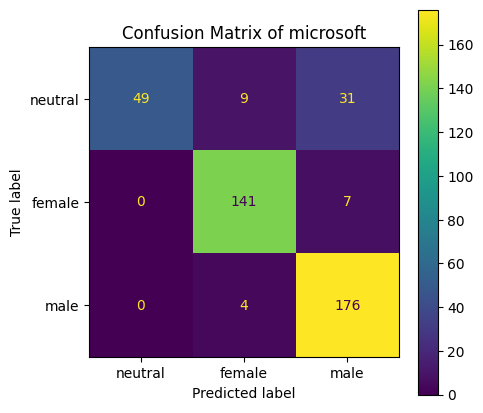 Confusion Matrix of microsoft
True label
neutral 49 9 31
female 0 141 7
male 0 4 176
neutral female male
Predicted label
160
140
120
100
80
60
40
20
0